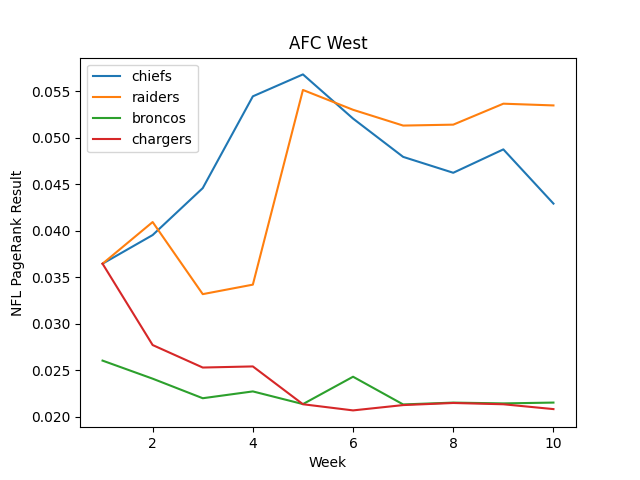 AFC West
chiefs
raiders
broncos
chargers
NFL PageRank Result
0.055
0.050
0.045
0.040
0.035
0.030
0.025
0.020
2 4 6 8 10
Week